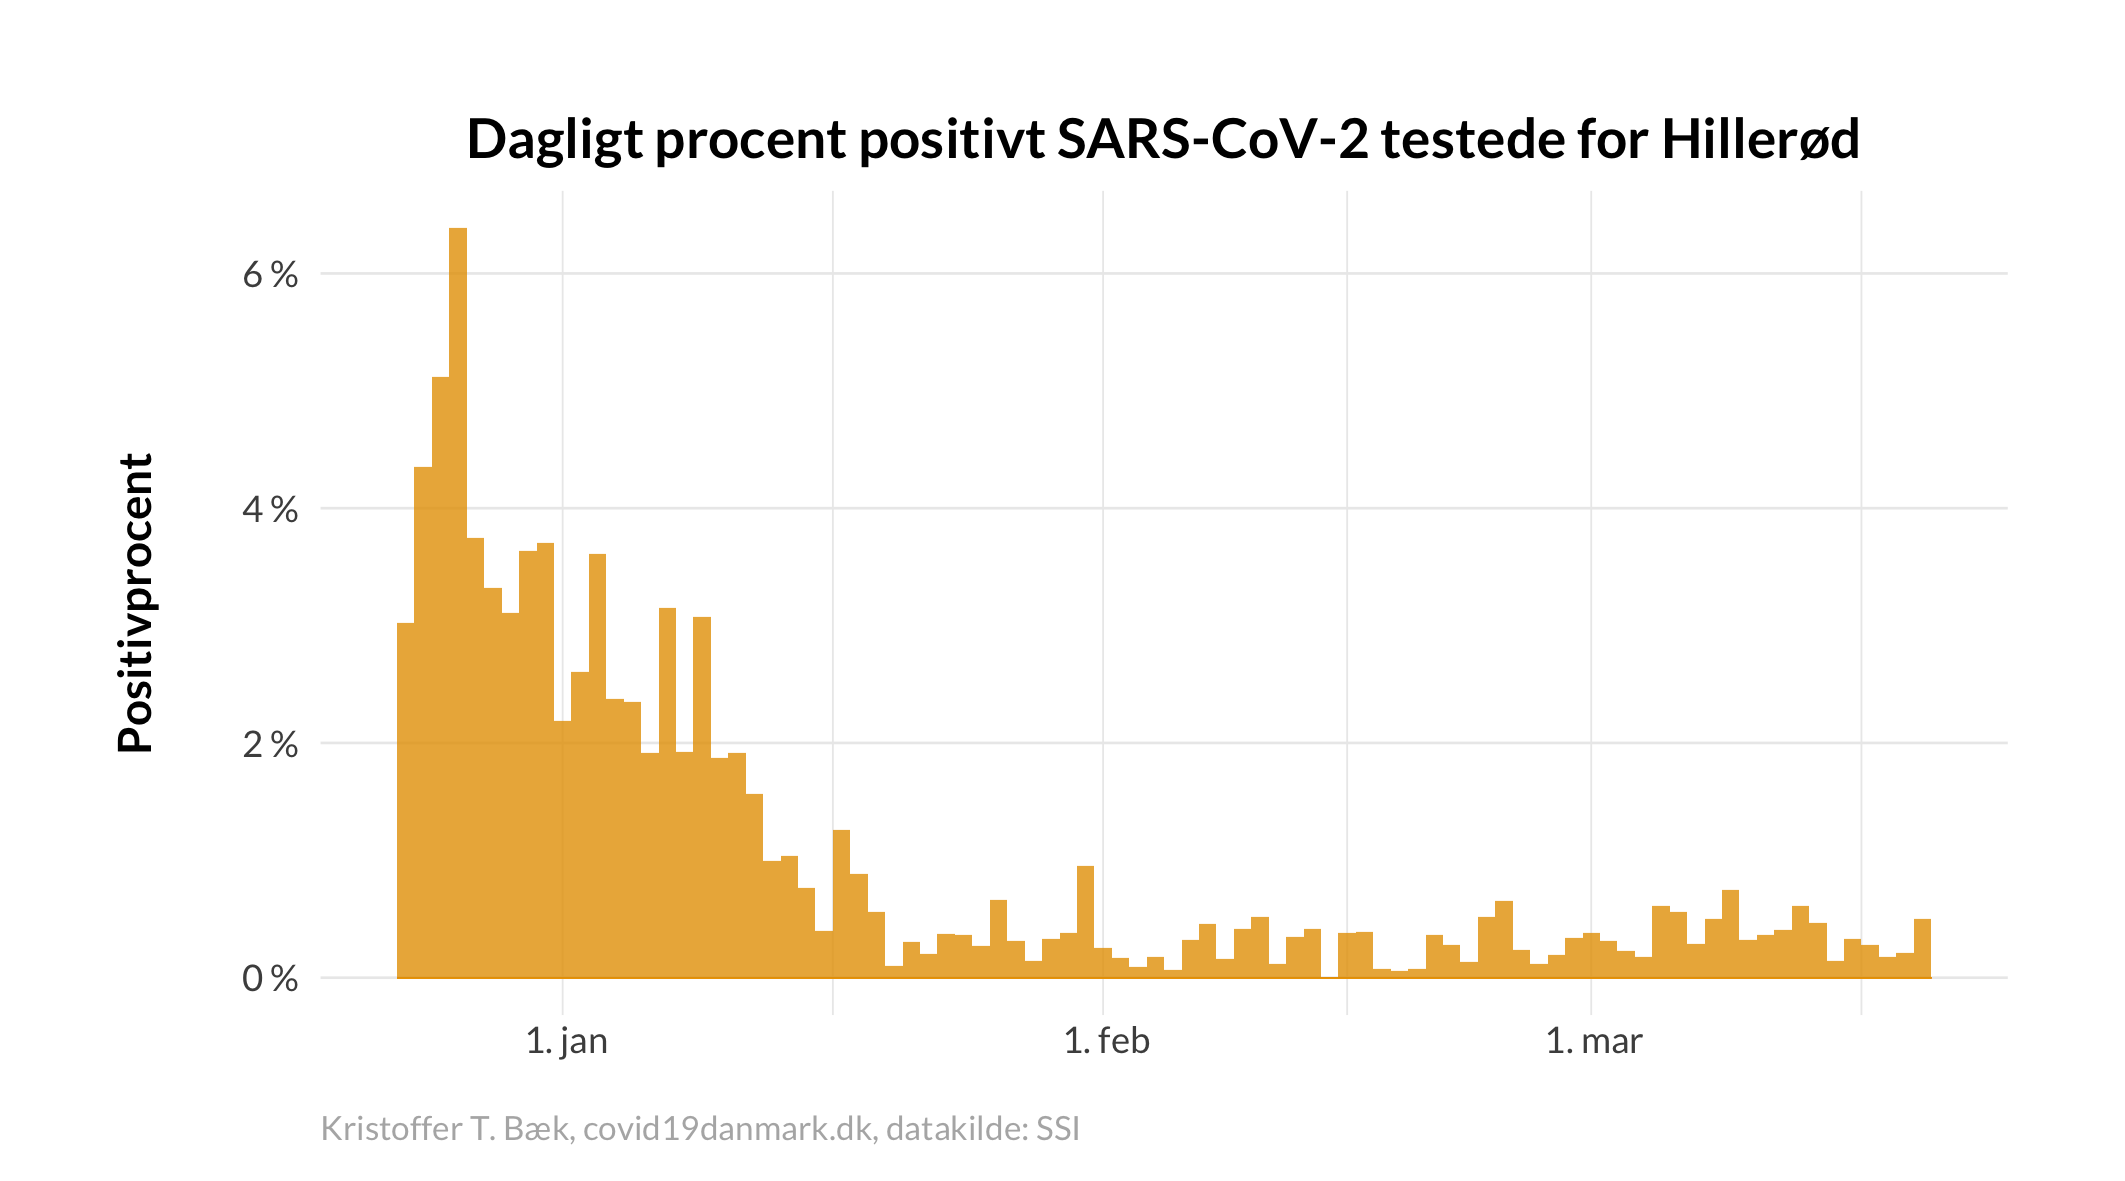 Dagligt procent positivt SARS-CoV-2 testede for Hillerød
Positivprocent
6 %
4 %
2 %
0 %
1. jan
1. feb
1. mar
Kristoffer T. Bæk, covid19danmark.dk, datakilde: SSI